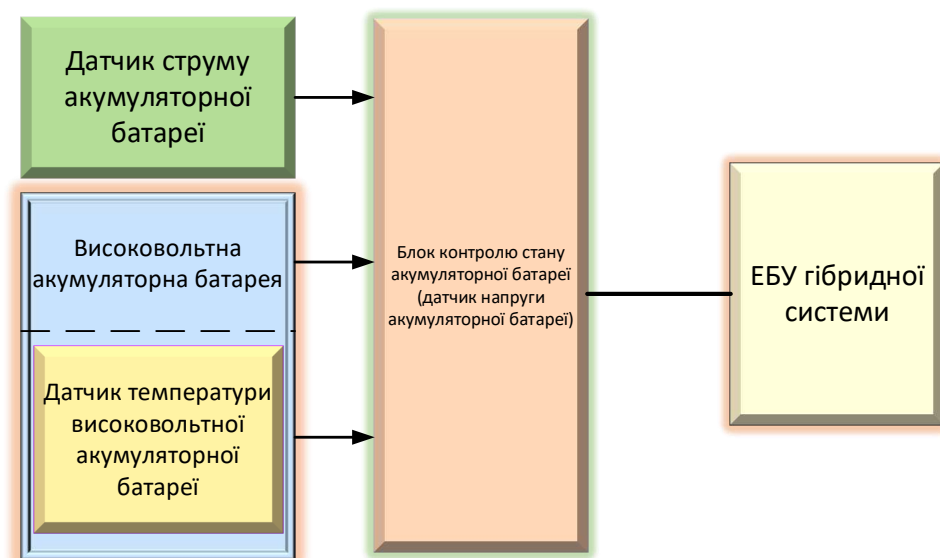 Датчик струму
акумуляторної
батареї
Високовольтна
акумуляторна батарея
Датчик температури
високовольтної
акумуляторної
батареї
Блок контролю стану
акумуляторної батареї
(датчик напруги
акумуляторної батареї)
ЕБУ гібридної
системи